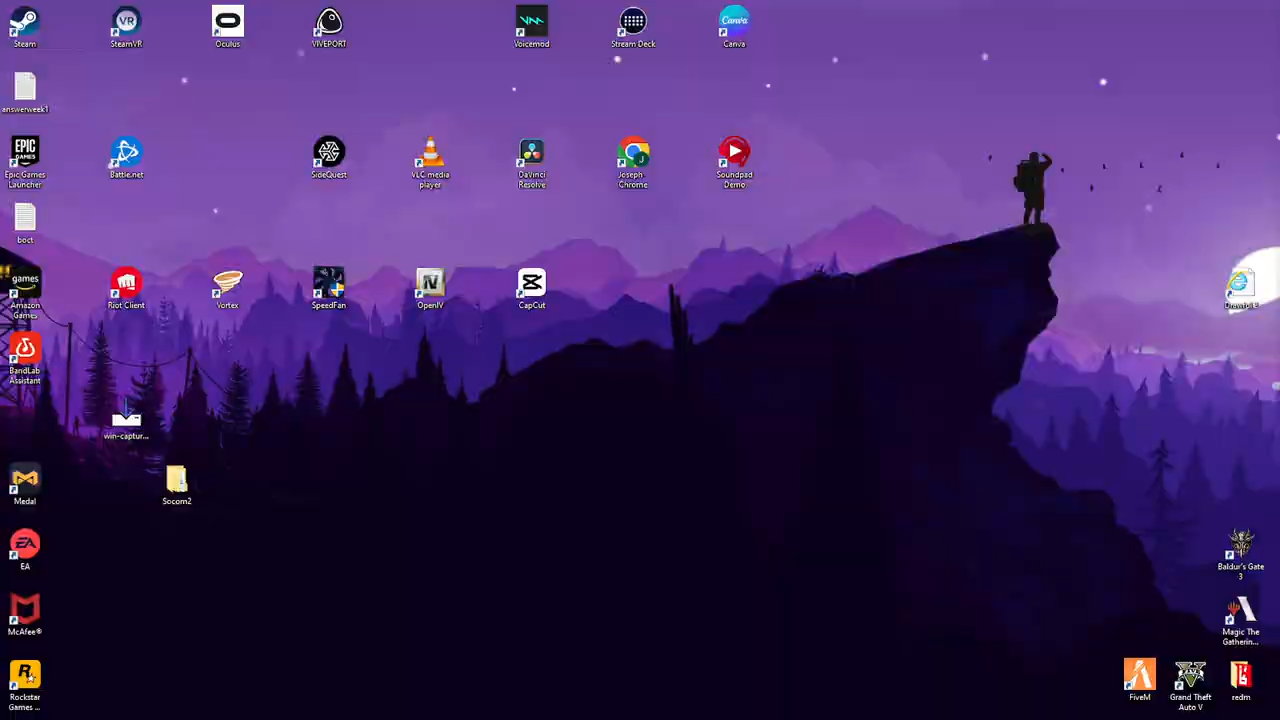 Steam
SteamVR
Oculus
VIVEPORT
Voicemod
Stream Deck
Canva
Canva
answerweek1
EPIC
GAMES
Epic Games
Launcher
Battle.net
SideQuest
VLC media
player
DaVinci
Resolve
Joseph -
Chrome
Soundpad
Demo
boct
games
Amazon
Games
Riot Client
Vortex
SpeedFan
IV
OpenIV
CapCut
BandLab
Assistant
win-captur...
Medal
Socom2
EA
EA
Baldur's Gate
3
McAfee®
Magic The
Gatherin...
R
Rockstar
Games ...
FiveM
V
Grand Theft
Auto V
redm